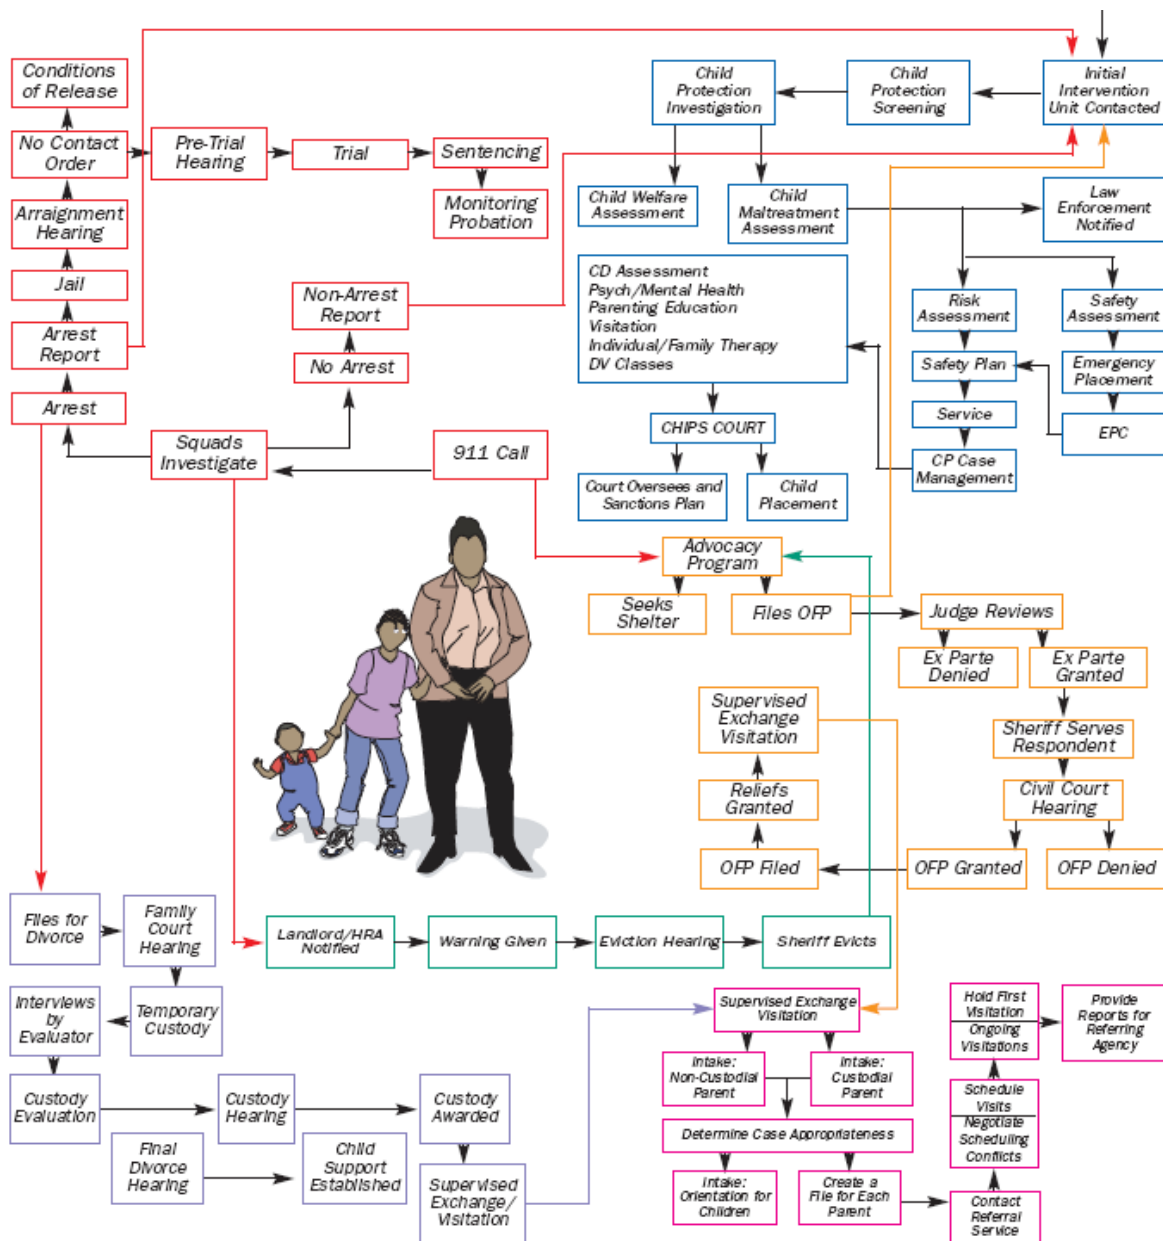 Conditions
of Release
No Contact
Order
Pre-Trial
Hearing
Trial
Sentencing
Monitoring
Probation
Arraignment
Hearing
Jail
Arrest
Report
Arrest
Non-Arrest
Report
No Arrest
Squads
Investigate
911 Call
Child
Protection
Investigation
Child
Protection
Screening
Initial
Intervention
Unit Contacted
Child Welfare
Assessment
Child
Maltreatment
Assessment
Law
Enforcement
Notified
CD Assessment
Psych/Mental Health
Parenting Education
Visitation
Individual/Family Therapy
DV Classes
Risk
Assessment
Safety
Assessment
Safety Plan
Emergency
Placement
Service
EPC
CP Case
Management
CHIPS COURT
Court Oversees and
Sanctions Plan
Child
Placement
Advocacy
Program
Seeks
Shelter
Files OFP
Judge Reviews
Ex Parte
Denied
Ex Parte
Granted
Supervised
Exchange
Visitation
Sheriff Serves
Respondent
Reliefs
Granted
Civil Court
Hearing
OFP Filed
OFP Granted
OFP Denied
Files for
Divorce
Family
Court
Hearing
Landlord/HRA
Notified
Warning Given
Eviction Hearing
Sheriff Evicts
Interviews
by
Evaluator
Temporary
Custody
Custody
Evaluation
Custody
Hearing
Custody
Awarded
Final
Divorce
Hearing
Child
Support
Established
Supervised
Exchange/
Visitation
Supervised Exchange
Visitation
Intake:
Non-Custodial
Parent
Intake:
Custodial
Parent
Determine Case Appropriateness
Intake:
Orientation for
Children
Create a
File for Each
Parent
Hold First
Visitation
Ongoing
Visitations
Provide
Reports for
Referring
Agency
Schedule
Visits
Negotiate
Scheduling
Conflicts
Contact
Referral
Service